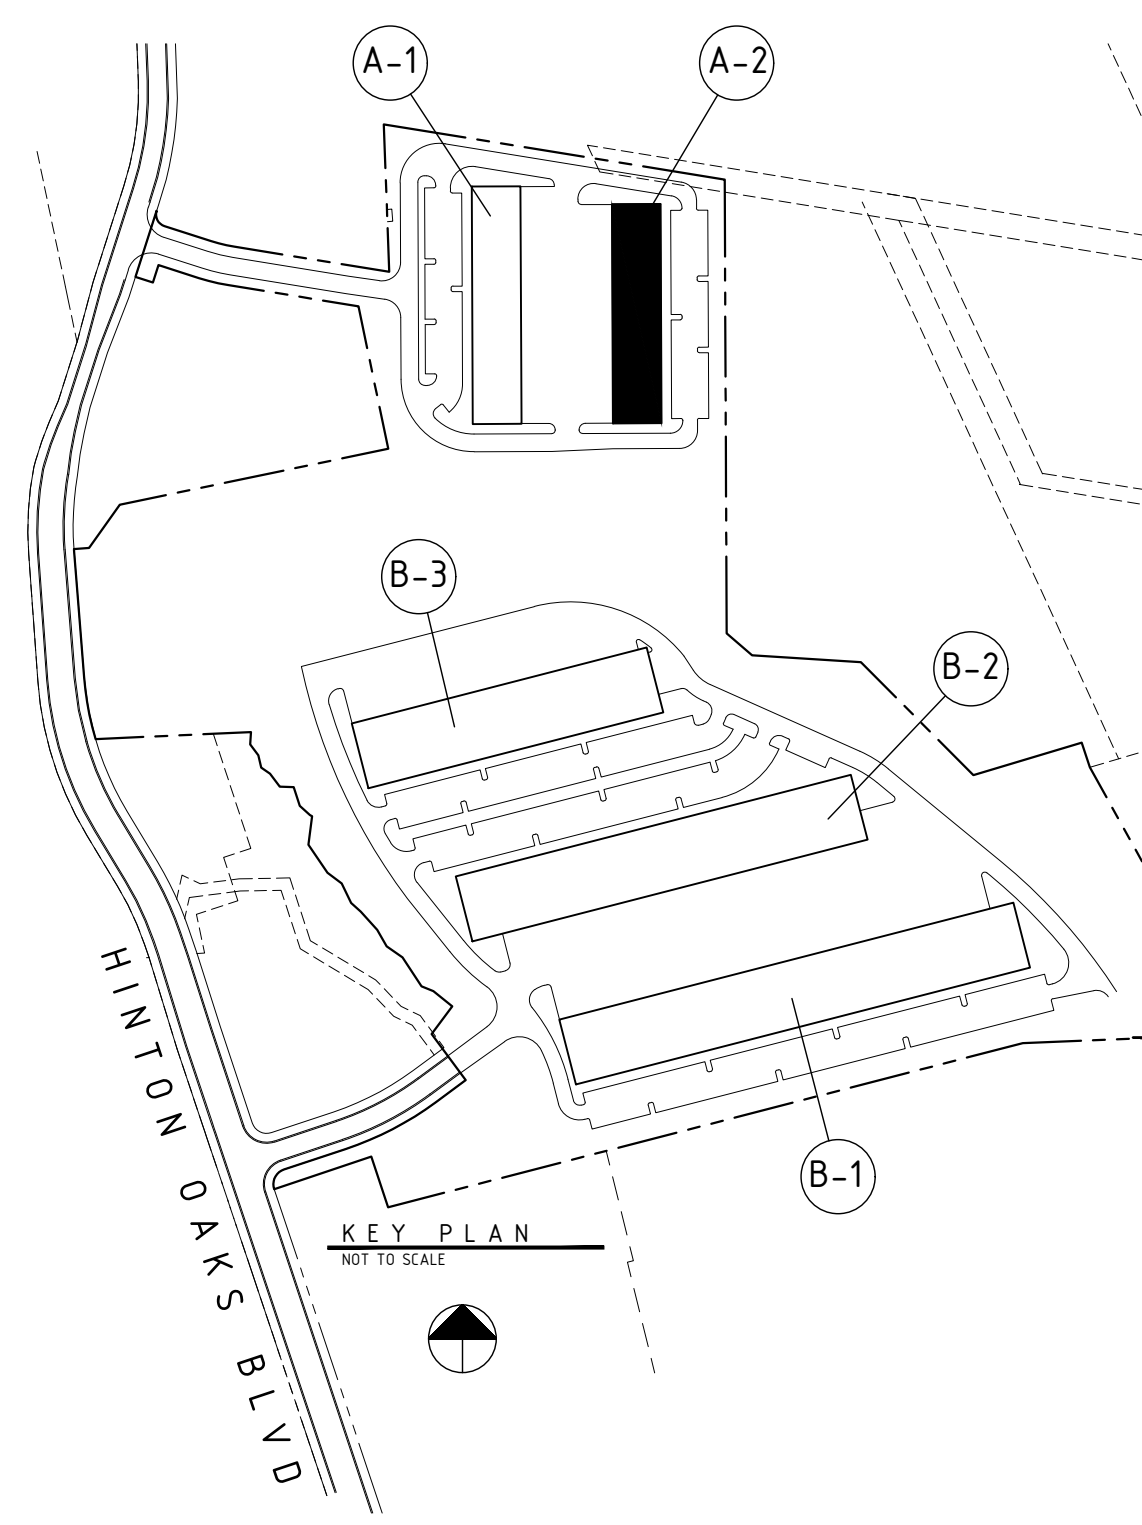 A-1
A-2
B-3
B-2
HINTON OAKS BLVD
B-1
KEY PLAN
NOT TO SCALE